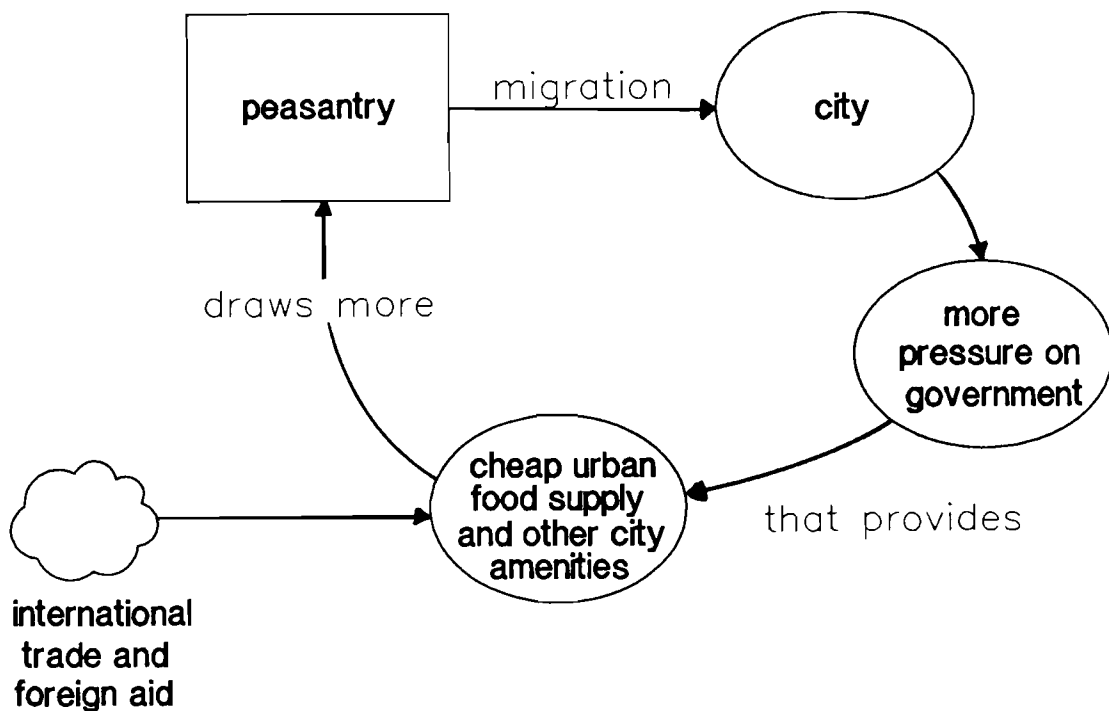 peasantry
migration
city
draws more
more
pressure on
government
cheap urban
food supply
and other city
amenities
that provides
international
trade and
foreign aid